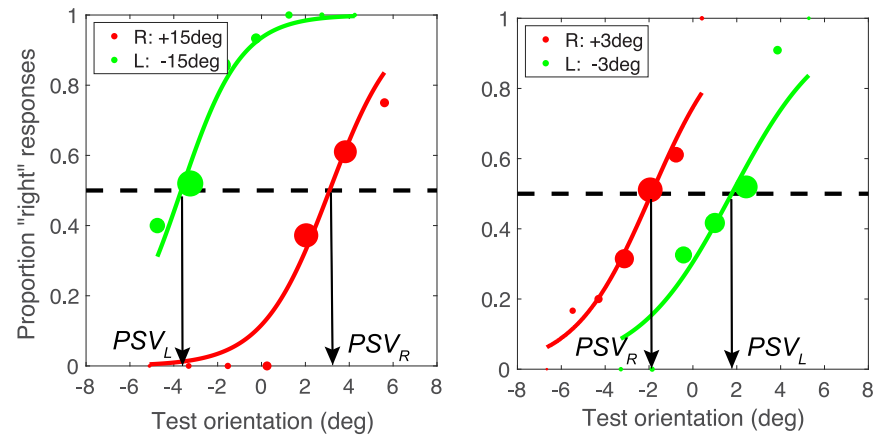 Proportion "right" responses
1
0.8
0.6
0.4
0.2
0
R: +15deg
L: -15deg
PSV_L
PSV_R
-8 -6 -4 -2 0 2 4 6 8
Test orientation (deg)
1
0.8
0.6
0.4
0.2
0
R: +3deg
L: -3deg
PSV_R
PSV_L
-8 -6 -4 -2 0 2 4 6 8
Test orientation (deg)